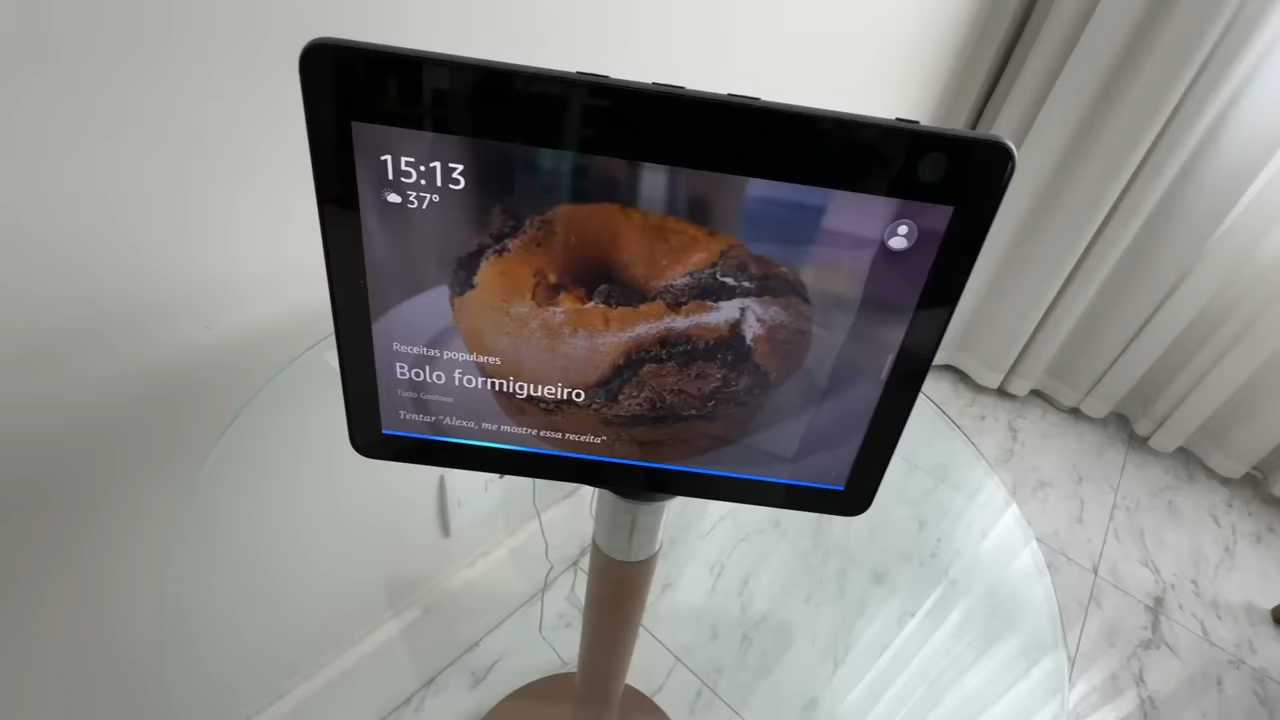 15:13
37°
Receitas populares
Bolo formigueiro
Tudo Gostoso
Tentar "Alexa, me mostre essa receita"